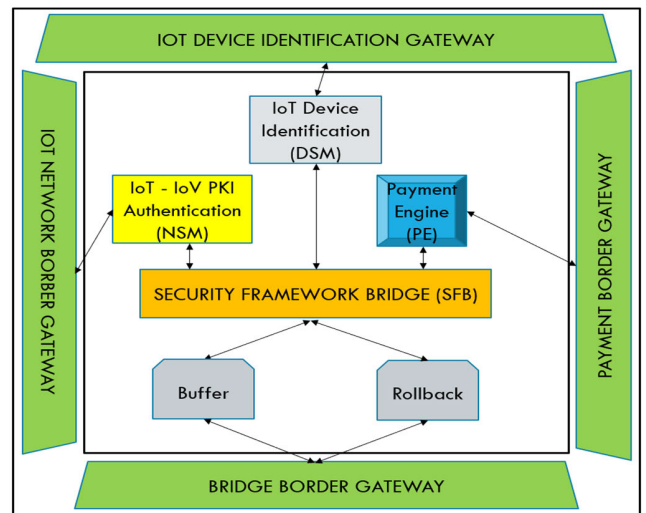 IOT DEVICE IDENTIFICATION GATEWAY
IOT NETWORK BORBER GATEWAY
IoT Device
Identification
(DSM)
IoT - IoV PKI
Authentication
(NSM)
Payment
Engine
(PE)
SECURITY FRAMEWORK BRIDGE (SFB)
Buffer
Rollback
PAYMENT BORDER GATEWAY
BRIDGE BORDER GATEWAY